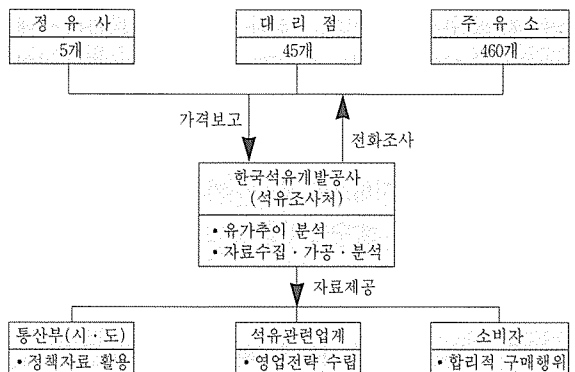 정 유 사
5개
대 리 점
45개
주 유 소
460개
가격보고
전화조사
한국석유개발공사
(석유조사처)
• 유가추이 분석
• 자료수집 · 가공 · 분석
자료제공
통산부(시 · 도)
• 정책자료 활용
석유관련업계
• 영업전략 수립
소비자
• 합리적 구매행위